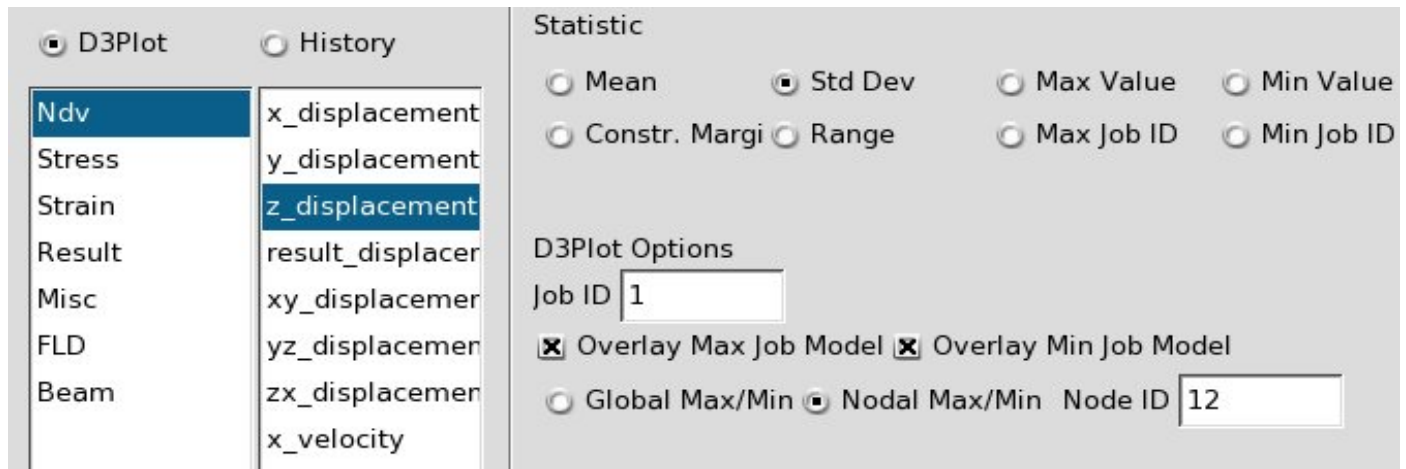 D3Plot History
Ndv
Stress
Strain
Result
Misc
FLD
Beam
x_displacement
y_displacement
z_displacement
result_displacer
xy_displacemer
yz_displacemen
zx_displacemen
x_velocity
Statistic
Mean Std Dev Max Value Min Value
Constr. Margi Range Max Job ID Min Job ID
D3Plot Options
Job ID 1
Overlay Max Job Model Overlay Min Job Model
Global Max/Min Nodal Max/Min Node ID 12